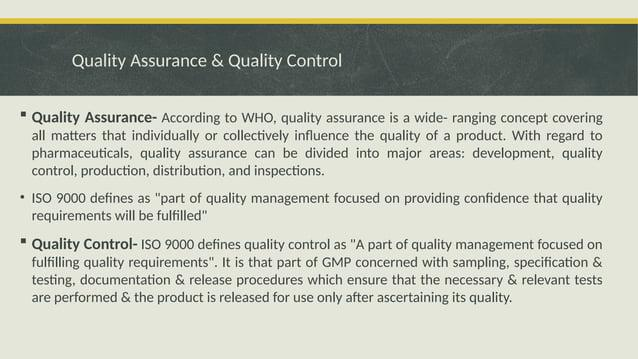 Quality Assurance & Quality Control
▪ Quality Assurance- According to WHO, quality assurance is a wide- ranging concept covering
all matters that individually or collectively influence the quality of a product. With regard to
pharmaceuticals, quality assurance can be divided into major areas: development, quality
control, production, distribution, and inspections.
• ISO 9000 defines as "part of quality management focused on providing confidence that quality
requirements will be fulfilled"
▪ Quality Control- ISO 9000 defines quality control as "A part of quality management focused on
fulfilling quality requirements". It is that part of GMP concerned with sampling, specification &
testing, documentation & release procedures which ensure that the necessary & relevant tests
are performed & the product is released for use only after ascertaining its quality.